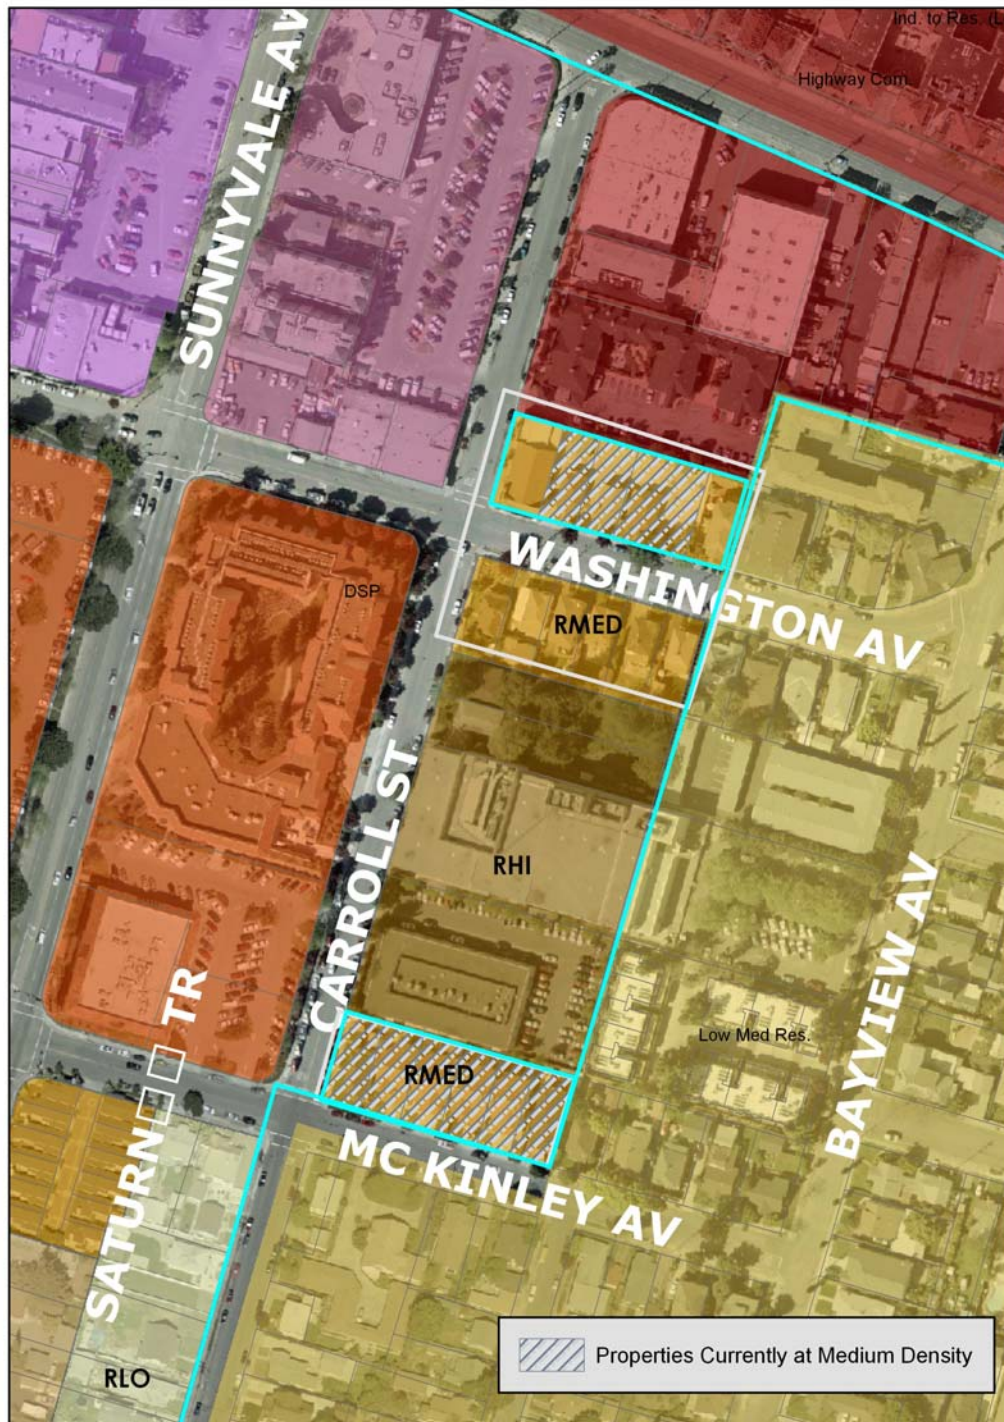 Ind. to Res. (L
Highway Com.
SUNNYVALE AV
WASHINGTON AV
DSP
RMED
CARROLL ST
RHI
BAYVIEW AV
TR
Low Med Res.
RMED
MC KINLEY AV
SATURN
RLO
Properties Currently at Medium Density